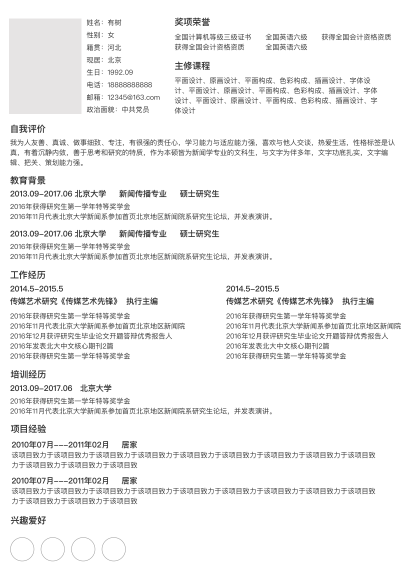 姓名：有树
性别：女
籍贯：河北
现居：北京
生日：1992.09
电话：18888888888
邮箱：12345@163.com
政治面貌：中共党员
奖项荣誉
全国计算机等级三级证书 全国英语六级 获得全国会计资格资质
获得全国会计资格资质 全国英语六级
主修课程
平面设计、原画设计、平面构成、色彩构成、插画设计、字体设
计、原画设计、平面构成、色彩构成、插画设计、字体设
设计、平面设计、原画设计、平面构成、色彩构成、插画设计、字
体设计
自我评价
我为人友善、真诚、做事细致、专注，有很强的责任心，学习能力与适应能力强，喜欢与他人交谈，热爱生活，性格标签是认
真，有着沉静内敛，善于思考和研究的特质，作为本硕皆为新闻学专业的文科生，与文字为伴多年，文字功底扎实，文字编
辑、把关、策划能力强。
教育背景
2013.09-2017.06 北京大学 新闻传播专业 硕士研究生
2016年获得研究生第一学年特等奖学金
2016年11月代表北京大学新闻系参加首页北京地区新闻院系研究生论坛，并发表演讲。
2013.09-2017.06 北京大学 新闻传播专业 硕士研究生
2016年获得研究生第一学年特等奖学金
2016年11月代表北京大学新闻系参加首页北京地区新闻院系研究生论坛，并发表演讲。
工作经历
2014.5-2015.5
传媒艺术研究《传媒艺术先锋》 执行主编
2016年获得研究生第一学年特等奖学金
2016年11月代表北京大学新闻系参加首页北京地区新闻院
2016年12月获评研究生毕业论文开题答辩优秀报告人
2016年发表北大中文核心期刊2篇
2016年获得研究生第一学年特等奖学金
2014.5-2015.5
传媒艺术研究《传媒艺术先锋》 执行主编
2016年获得研究生第一学年特等奖学金
2016年11月代表北京大学新闻系参加首页北京地区新闻院
2016年12月获评研究生毕业论文开题答辩优秀报告人
2016年发表北大中文核心期刊2篇
2016年获得研究生第一学年特等奖学金
培训经历
2013.09-2017.06 北京大学
2016年获得研究生第一学年特等奖学金
2016年11月代表北京大学新闻系参加首页北京地区新闻院系研究生论坛，并发表演讲。
项目经验
2010年07月---2011年02月 居家
该项目致力于该项目致力于该项目致力于该项目致力于该项目致力于该项目致力于该项目致力于该项目致
力于该项目致力于该项目致力于该项目致力于
2010年07月---2011年02月 居家
该项目致力于该项目致力于该项目致力于该项目致力于该项目致力于该项目致力于该项目致力于该项目致
力于该项目致力于该项目致力于该项目致力于
兴趣爱好